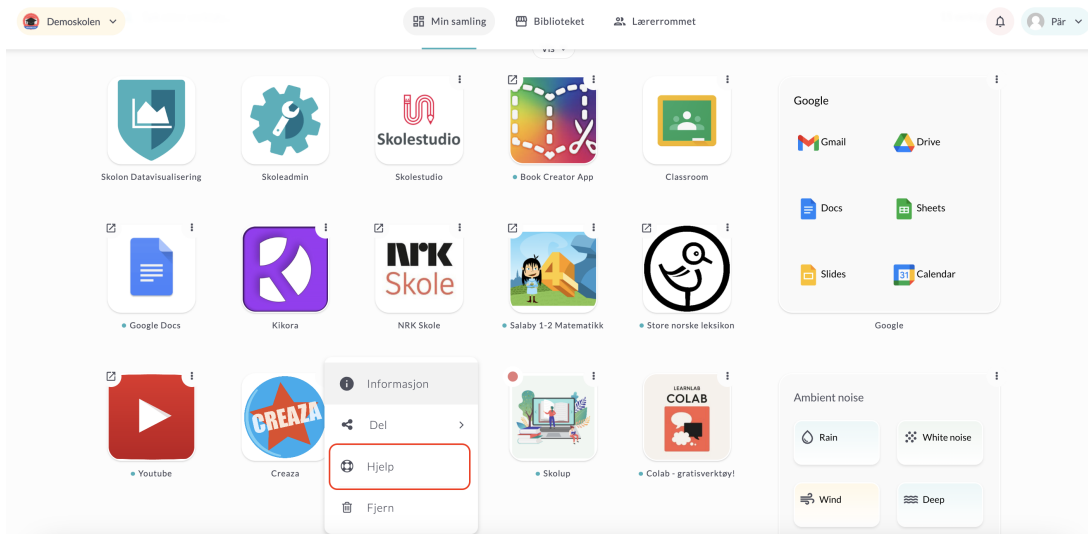 Demoskolen
Min samling
Biblioteket
Lærerrommet
Pär
Vis
Skolestudio
Google
Gmail
Drive
Docs
Sheets
Slides
31
Calendar
Skolon Datavisualisering
Skoleadmin
Skolestudio
Book Creator App
Classroom
NRK
Skole
4
Google Docs
Kikora
NRK Skole
Salaby 1-2 Matematikk
Store norske leksikon
Google
CREAZA
LEARNLAB
COLAB
Informasjon
Del
Hjelp
Fjern
Youtube
Creaza
Skolup
Colab - gratisverktøy!
Ambient noise
Rain
White noise
Wind
Deep